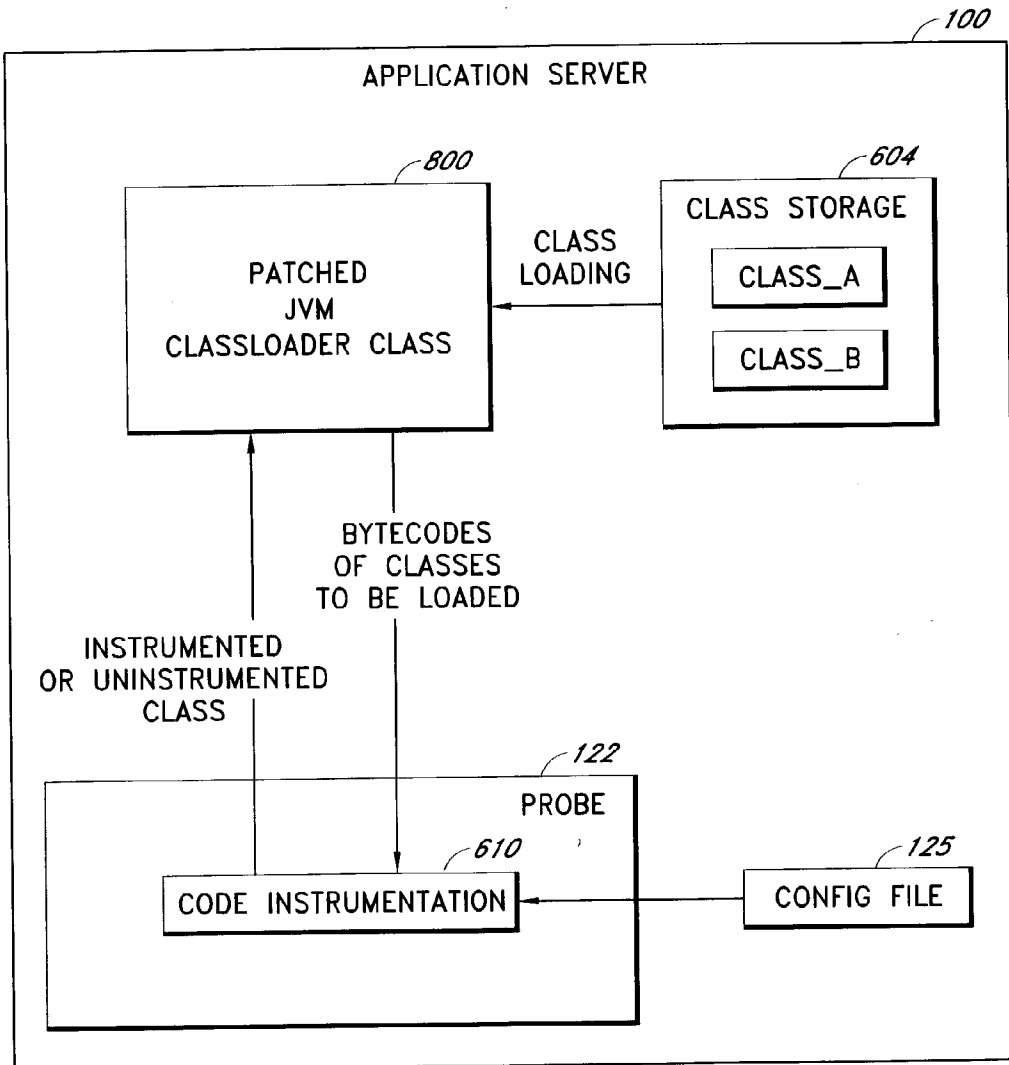 100
APPLICATION SERVER
800
604
PATCHED
JVM
CLASSLOADER CLASS
CLASS
LOADING
CLASS STORAGE
CLASS_A
CLASS_B
BYTECODES
OF CLASSES
TO BE LOADED
INSTRUMENTED
OR UNINSTRUMENTED
CLASS
122
PROBE
610
CODE INSTRUMENTATION
125
CONFIG FILE